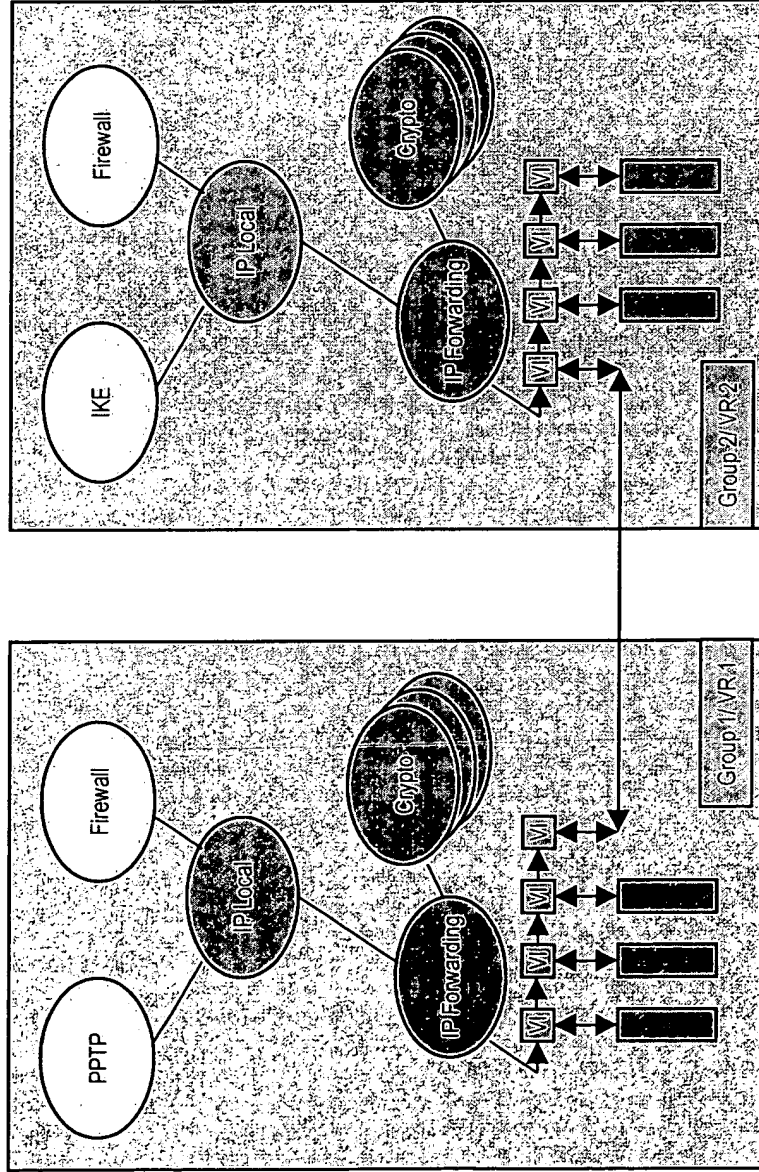 PPTP
Firewall
IP Local
IP Forwarding
Crypto
VI
VI
VI
VI
Group 1/VR1
IKE
Firewall
IP Local
IP Forwarding
Crypto
VI
VI
VI
VI
Group 2/VR2